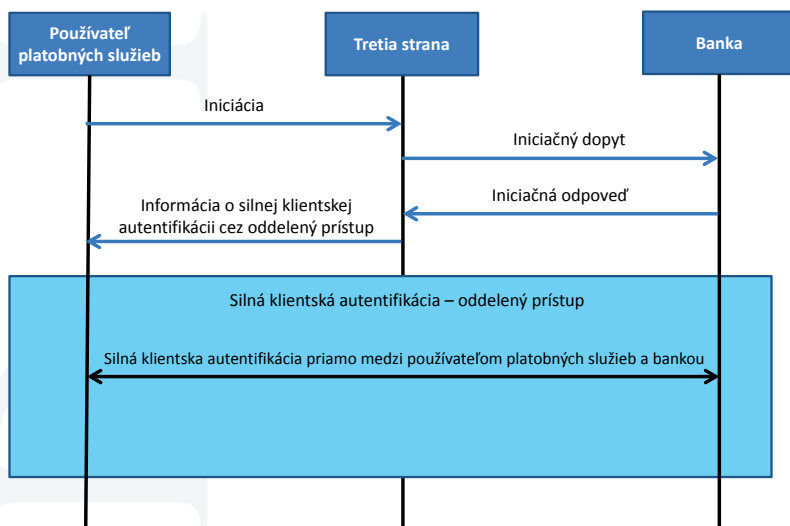 Používateľ
platobných služieb
Tretia strana
Banka
Iniciácia
Iniciačný dopyt
Iniciačná odpoveď
Informácia o silnej klientskej
autentifikácii cez oddelený prístup
Silná klientská autentifikácia – oddelený prístup
Silná klientska autentifikácia priamo medzi používateľom platobných služieb a bankou